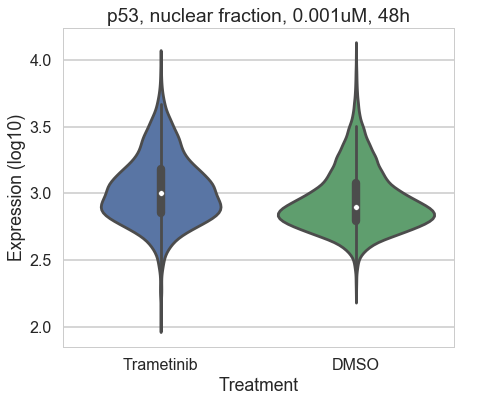 p53, nuclear fraction, 0.001uM, 48h
Expression (log10)
4.0
3.5
3.0
2.5
2.0
Trametinib
DMSO
Treatment